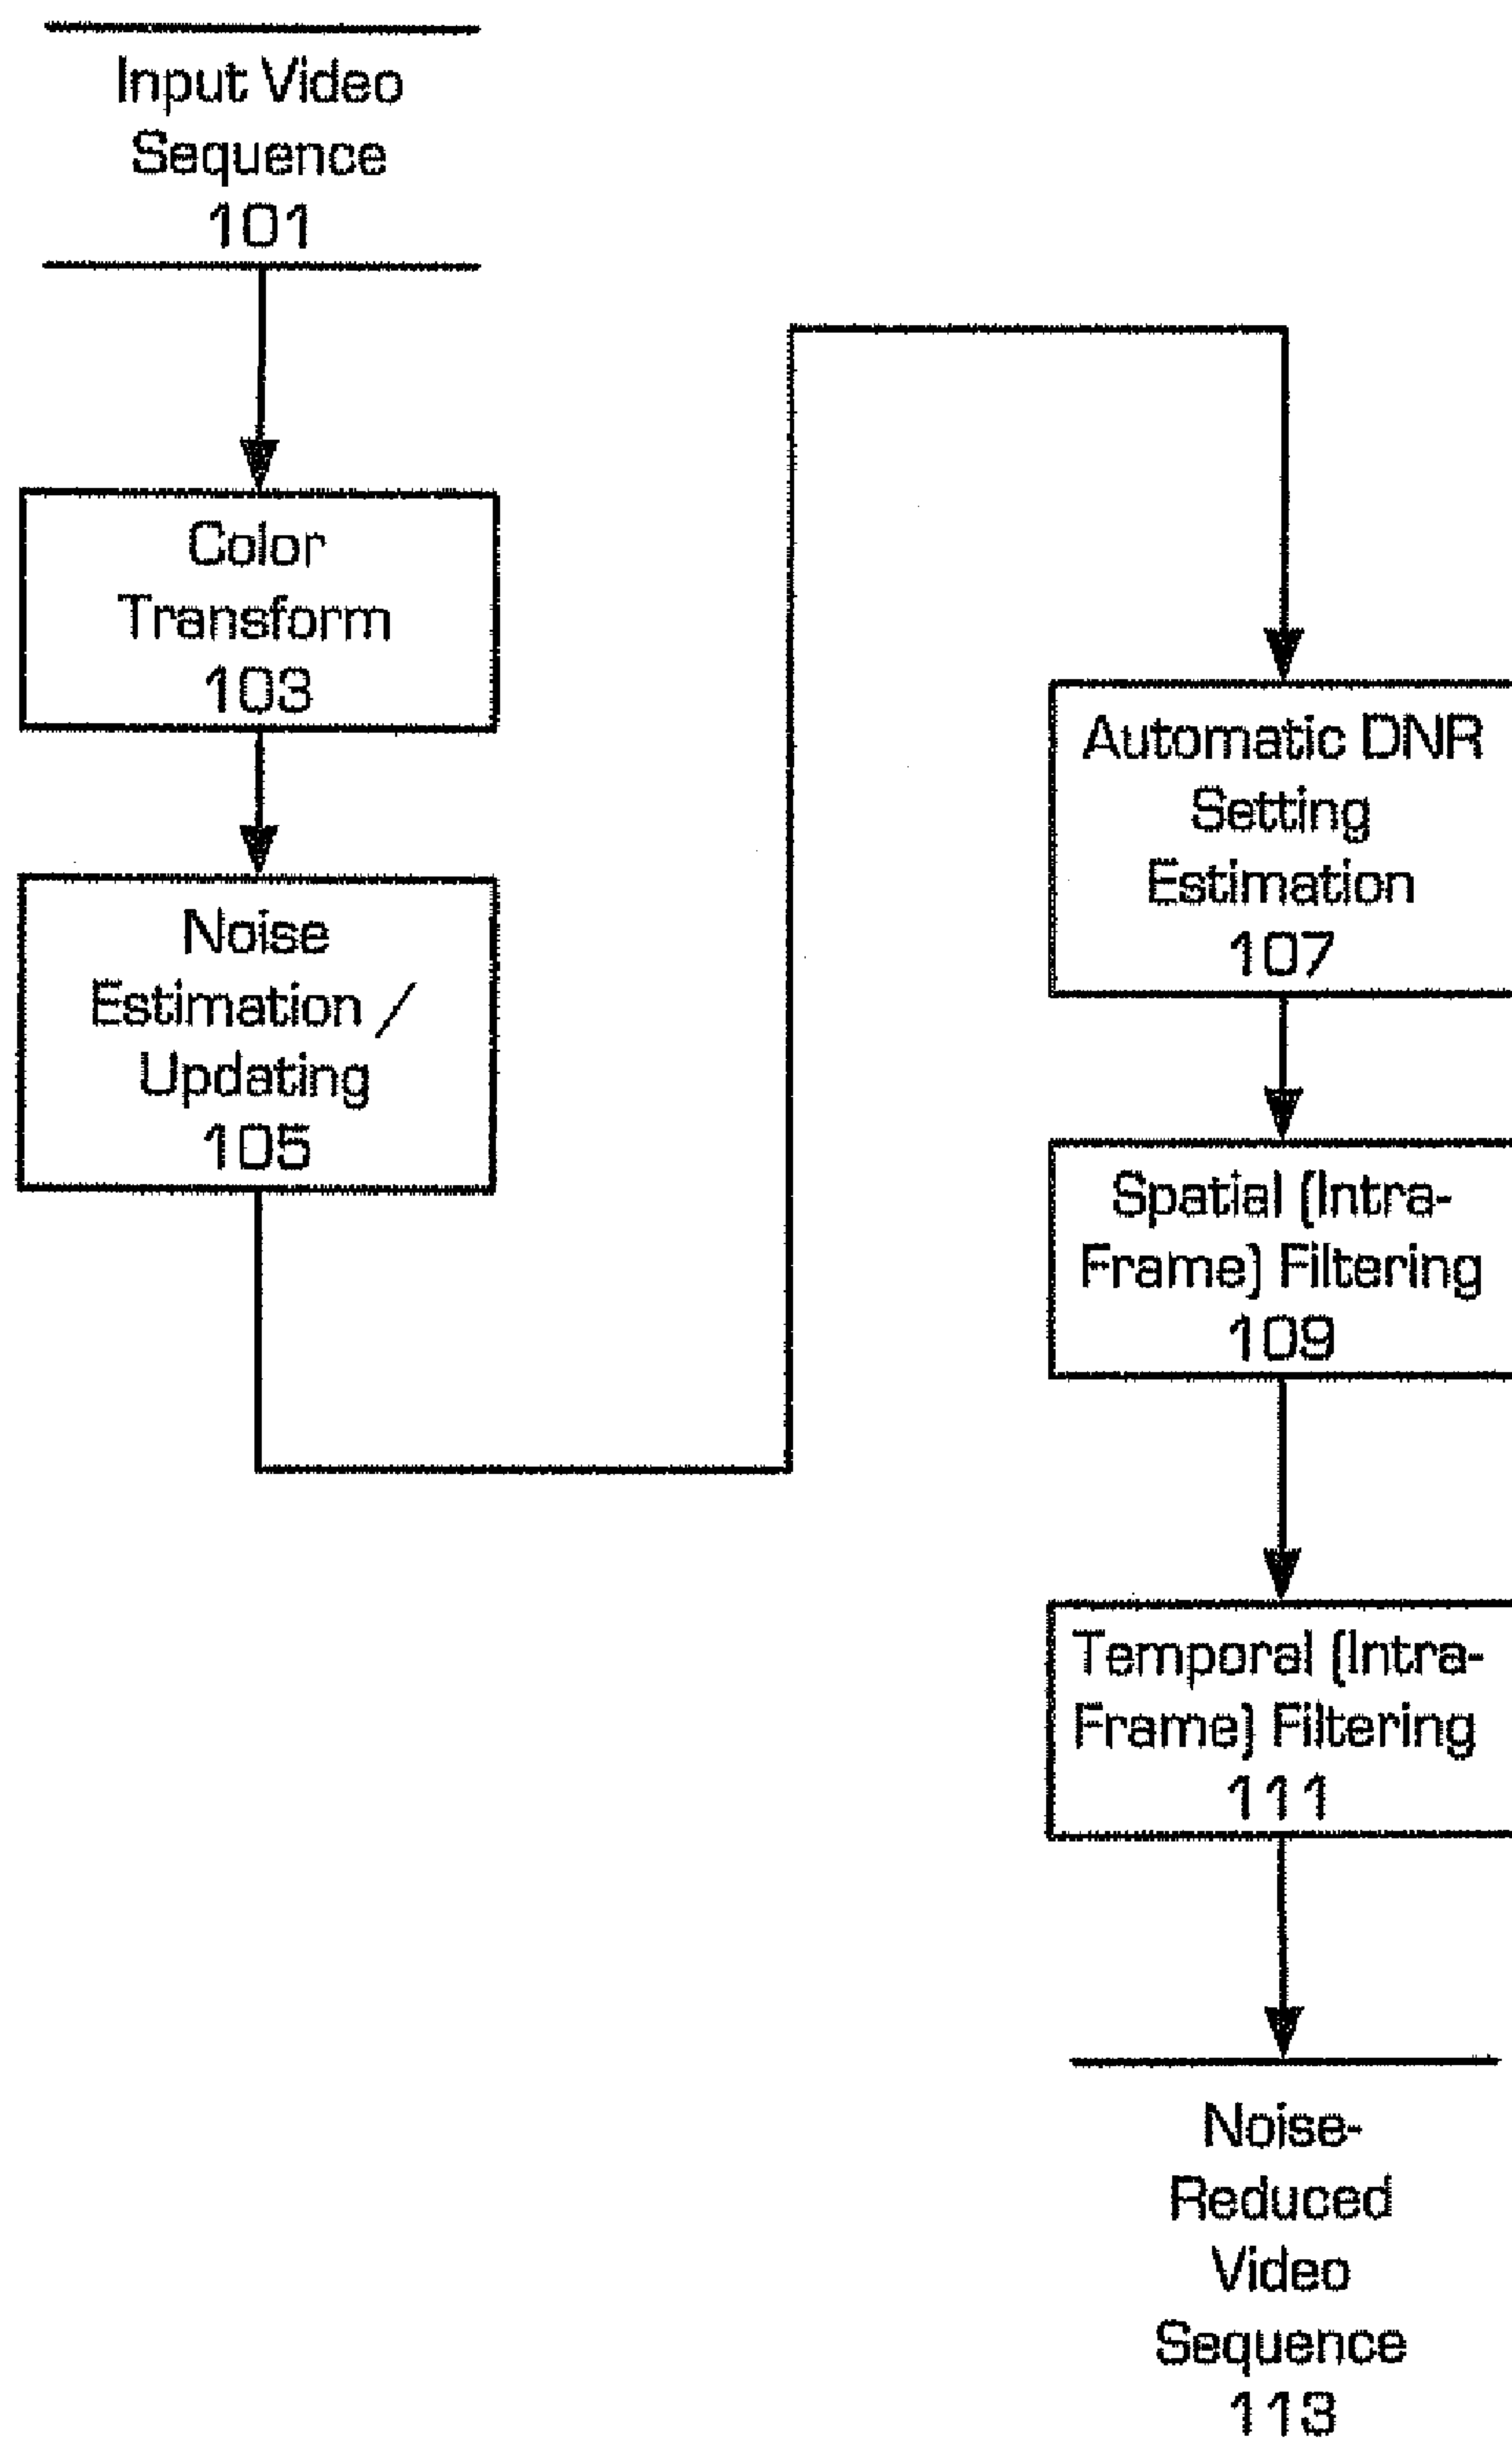 Input Video
Sequence
101
Color
Transform
103
Noise
Estimation /
Updating
105
Automatic DNR
Setting
Estimation
107
Spatial (Intra-
Frame) Filtering
109
Temporal (Intra-
Frame) Filtering
111
Noise-
Reduced
Video
Sequence
113